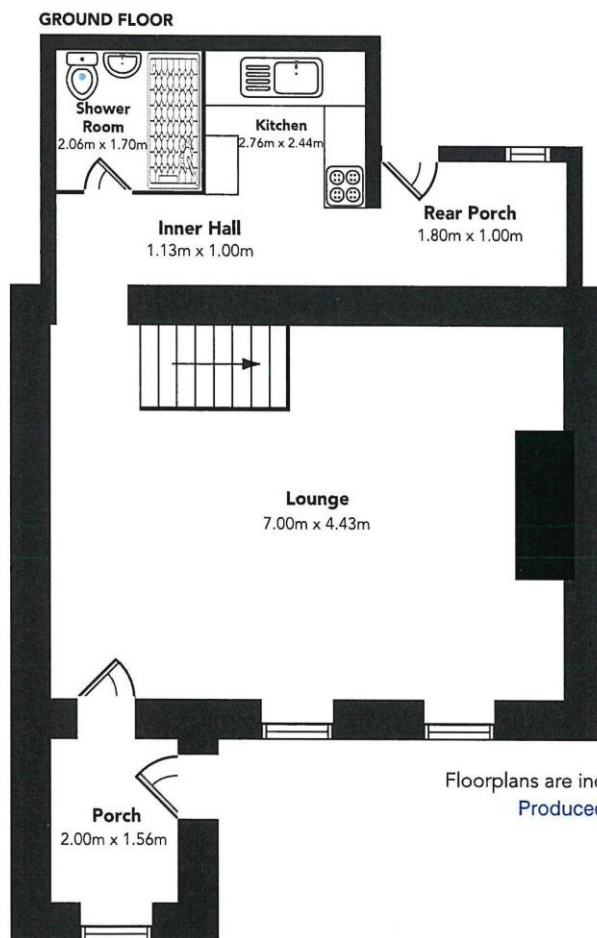 GROUND FLOOR
Shower
Room
2.06m x 1.70m
Kitchen
2.76m x 2.44m
Inner Hall
1.13m x 1.00m
Rear Porch
1.80m x 1.00m
Lounge
7.00m x 4.43m
Floorplans are
Produced
Porch
2.00m x 1.56m